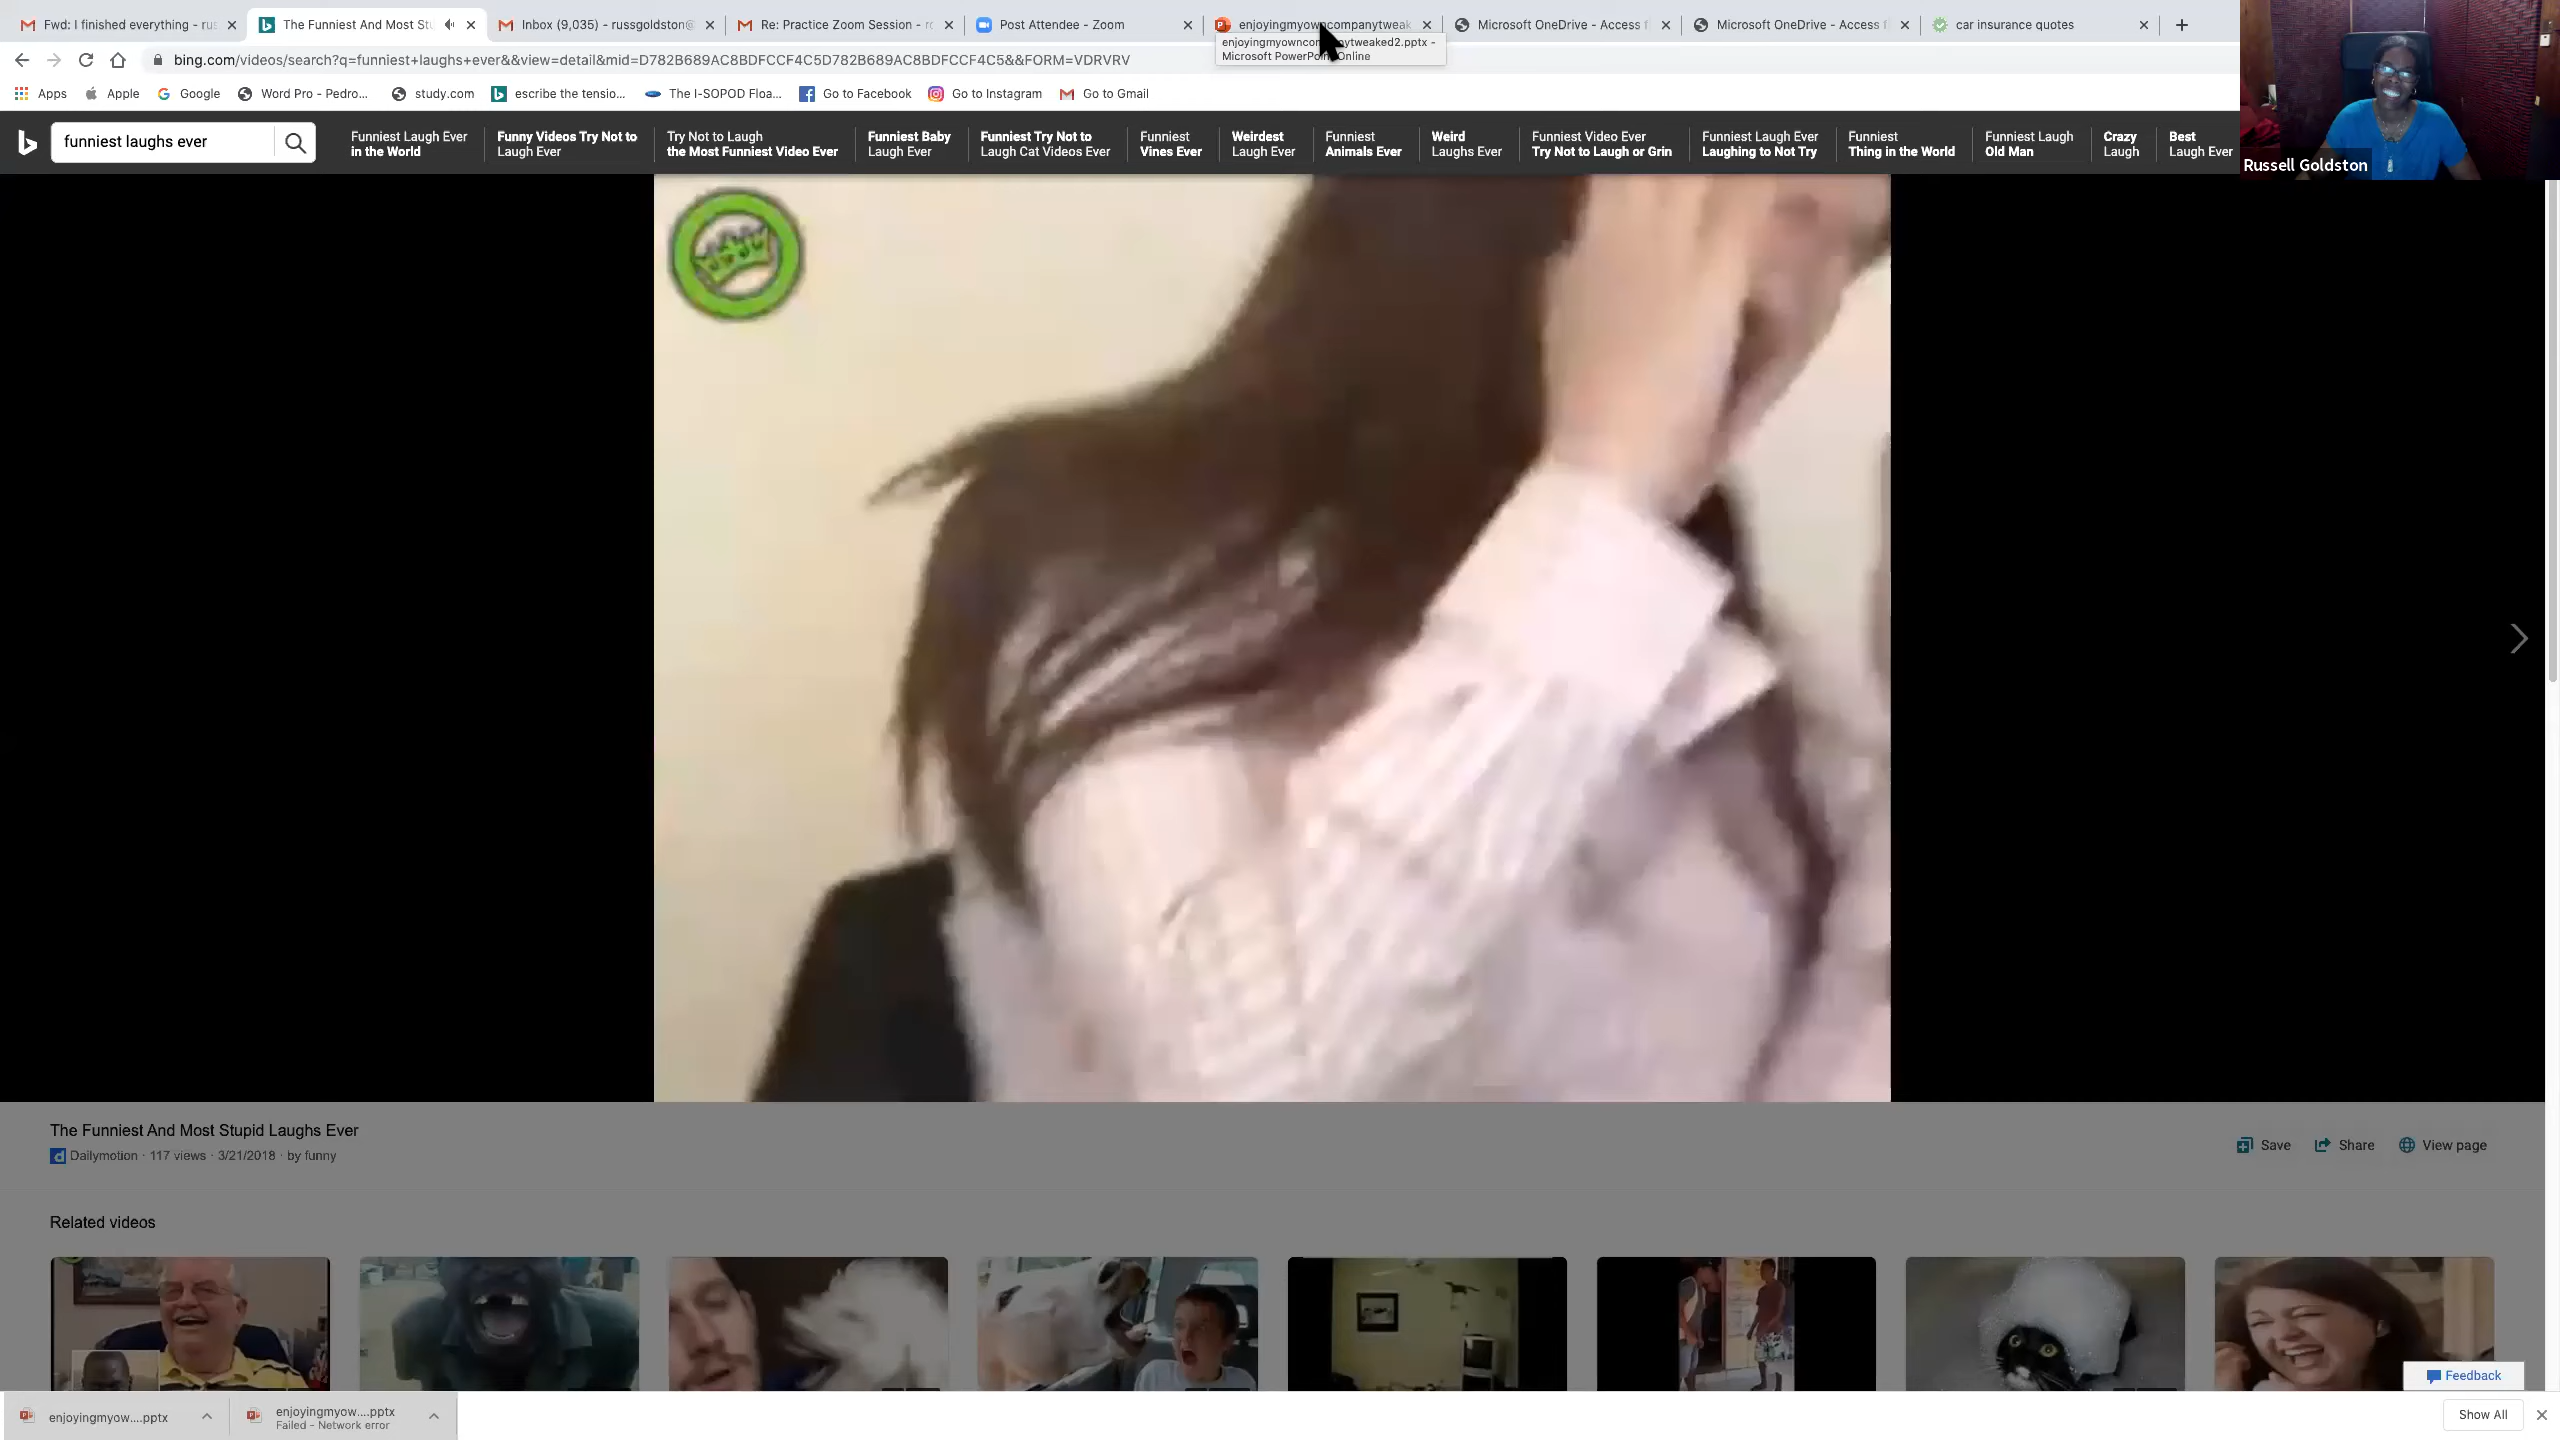 Fwd: I finished everything - rus
The Funniest And Most Stu
Inbox (9,035) - russgoldston@
Re: Practice Zoom Session - ro
Post Attendee - Zoom
enjoyingmyowncompanytweak
Microsoft OneDrive - Access f
Microsoft OneDrive - Access f
car insurance quotes
enjoyingmyowncompanytweaked2.pptx -
Microsoft PowerPoint Online
bing.com/videos/search?q=funniest+laughs+ever&&view=detail&mid=D782B689AC8BDFCCF4C5D782B689AC8BDFCCF4C5&&FORM=VDRVRV
Apps
Apple
Google
Word Pro - Pedro...
study.com
escribe the tensio...
The I-SOPOD Floa...
Go to Facebook
Go to Instagram
Go to Gmail
funniest laughs ever
Funniest Laugh Ever
in the World
Funny Videos Try Not to
Laugh Ever
Try Not to Laugh
the Most Funniest Video Ever
Funniest Baby
Laugh Ever
Funniest Try Not to
Laugh Cat Videos Ever
Funniest
Vines Ever
Weirdest
Laugh Ever
Funniest
Animals Ever
Weird
Laughs Ever
Funniest Video Ever
Try Not to Laugh or Grin
Funniest Laugh Ever
Laughing to Not Try
Funniest
Thing in the World
Funniest Laugh
Old Man
Crazy
Laugh
Best
Laugh Ever
Russell Goldston
The Funniest And Most Stupid Laughs Ever
Dailymotion · 117 views · 3/21/2018 · by funny
Save
Share
View page
Related videos
Feedback
enjoyingmyow....pptx
enjoyingmyow....pptx
Failed - Network error
Show All